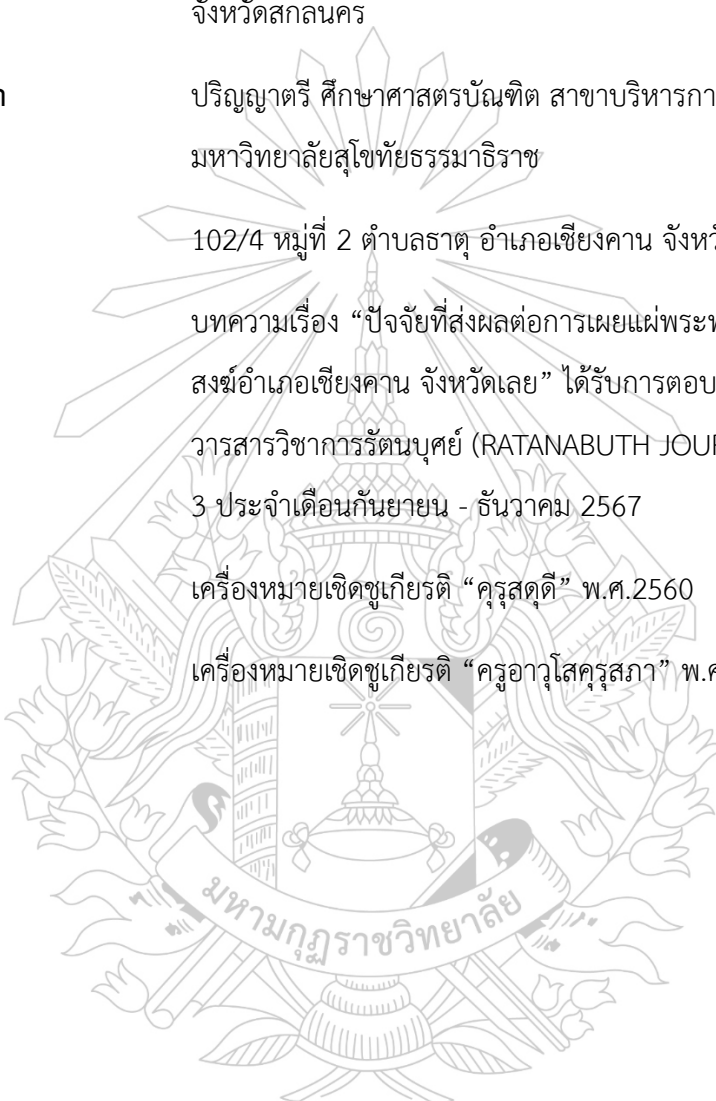 จังหวัดสกลนคร
ปริญญาตรี ศึกษาศาสตรบัณฑิต สาขาบริหารกา
มหาวิทยาลัยสุโขทัยธรรมาธิราช
102/4 หมู่ที่ 2 ตำบลธาตุ อำเภอเชียงคาน จังหวั
บทความเรื่อง “ปัจจัยที่ส่งผลต่อการเผยแผ่พระพ
สงฆ์อำเภอเชียงคาน จังหวัดเลย” ได้รับการตอบ
วารสารวิชาการรัตนบุศย์ (RATANABUTH JOU
3 ประจำเดือนกันยายน - ธันวาคม 2567
เครื่องหมายเชิดชูเกียรติ “คุรุสดุดี” พ.ศ.2560
เครื่องหมายเชิดชูเกียรติ “ครูอาวุโสคุรุสภา” พ.ศ
มหามกุฏราชวิทยาลัย